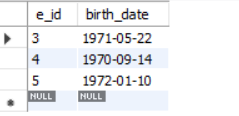 e_id birth_date
3 1971-05-22
4 1970-09-14
5 1972-01-10
NULL NULL